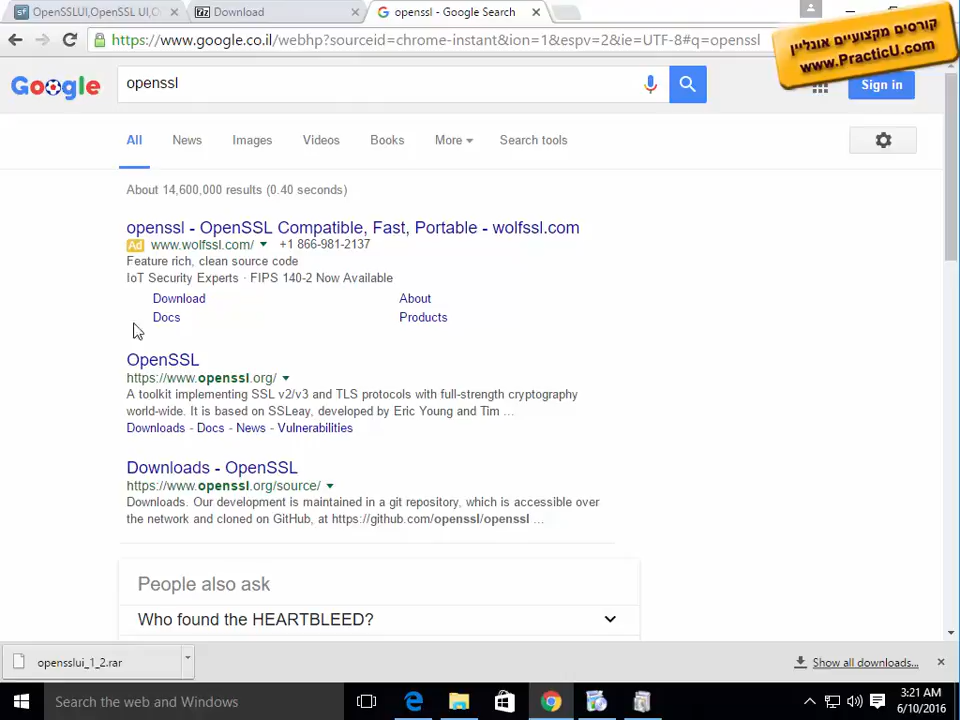 OpenSSLUI,OpenSSL UI,O
Download
openssl - Google Search
https://www.google.co.il/webhp?sourceid=chrome-instant&ion=1&espv=2&ie=UTF-8#q=openssl
קורסים מקצועיים אונליין
www.PracticU.com
Google
openssl
Sign in
All
News
Images
Videos
Books
More
Search tools
About 14,600,000 results (0.40 seconds)
openssl - OpenSSL Compatible, Fast, Portable - wolfssl.com
Ad www.wolfssl.com/ +1 866-981-2137
Feature rich, clean source code
IoT Security Experts · FIPS 140-2 Now Available
Download
About
Docs
Products
OpenSSL
https://www.openssl.org/
A toolkit implementing SSL v2/v3 and TLS protocols with full-strength cryptography
world-wide. It is based on SSLeay, developed by Eric Young and Tim ...
Downloads - Docs - News - Vulnerabilities
Downloads - OpenSSL
https://www.openssl.org/source/
Downloads. Our development is maintained in a git repository, which is accessible over
the network and cloned on GitHub, at https://github.com/openssl/openssl ...
People also ask
Who found the HEARTBLEED?
opensslui_1_2.rar
Show all downloads...
Search the web and Windows
3:21 AM
6/10/2016